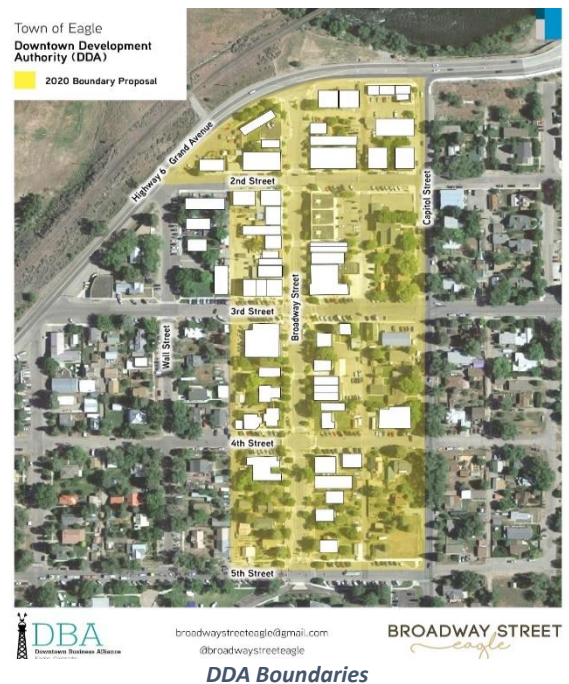 Town of Eagle
Downtown Development
Authority (DDA)
2020 Boundary Proposal
Highway 6 - Grand Avenue
2nd Street
Capitol Street
Broadway Street
3rd Street
Wall Street
4th Street
5th Street
DBA
Downtown Business Alliance
broadwaystreeteagle@gmail.com
@broadwaystreeteagle
BROADWAY STREET
eagle
DDA Boundaries